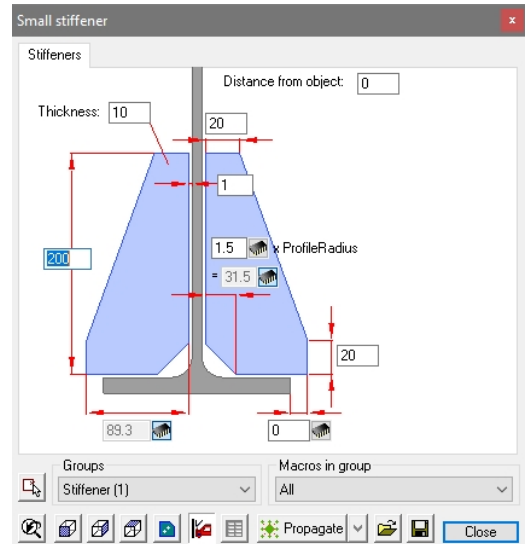 Small stiffener
x
Stiffeners
Distance from object: 0
Thickness: 10
20
1
1.5 x ProfileRadius
200
= 31.5
20
89.3
0
Groups
Macros in group
Stiffener (1)
All
Propagate
Close